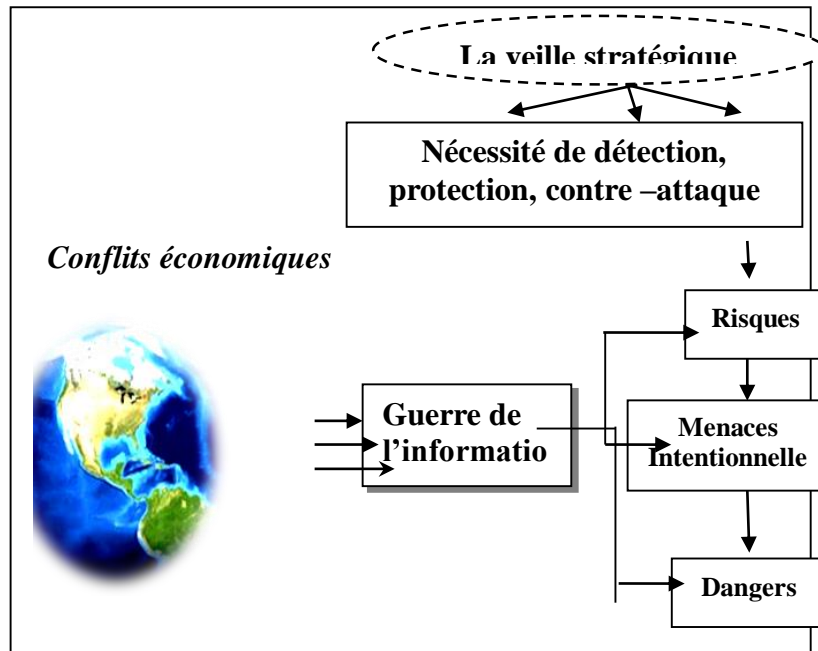 La veille stratégique
Nécessité de détection,
protection, contre –attaque
Conflits économiques
Risques
Guerre de
l’informatio
Menaces
Intentionnelle
Dangers